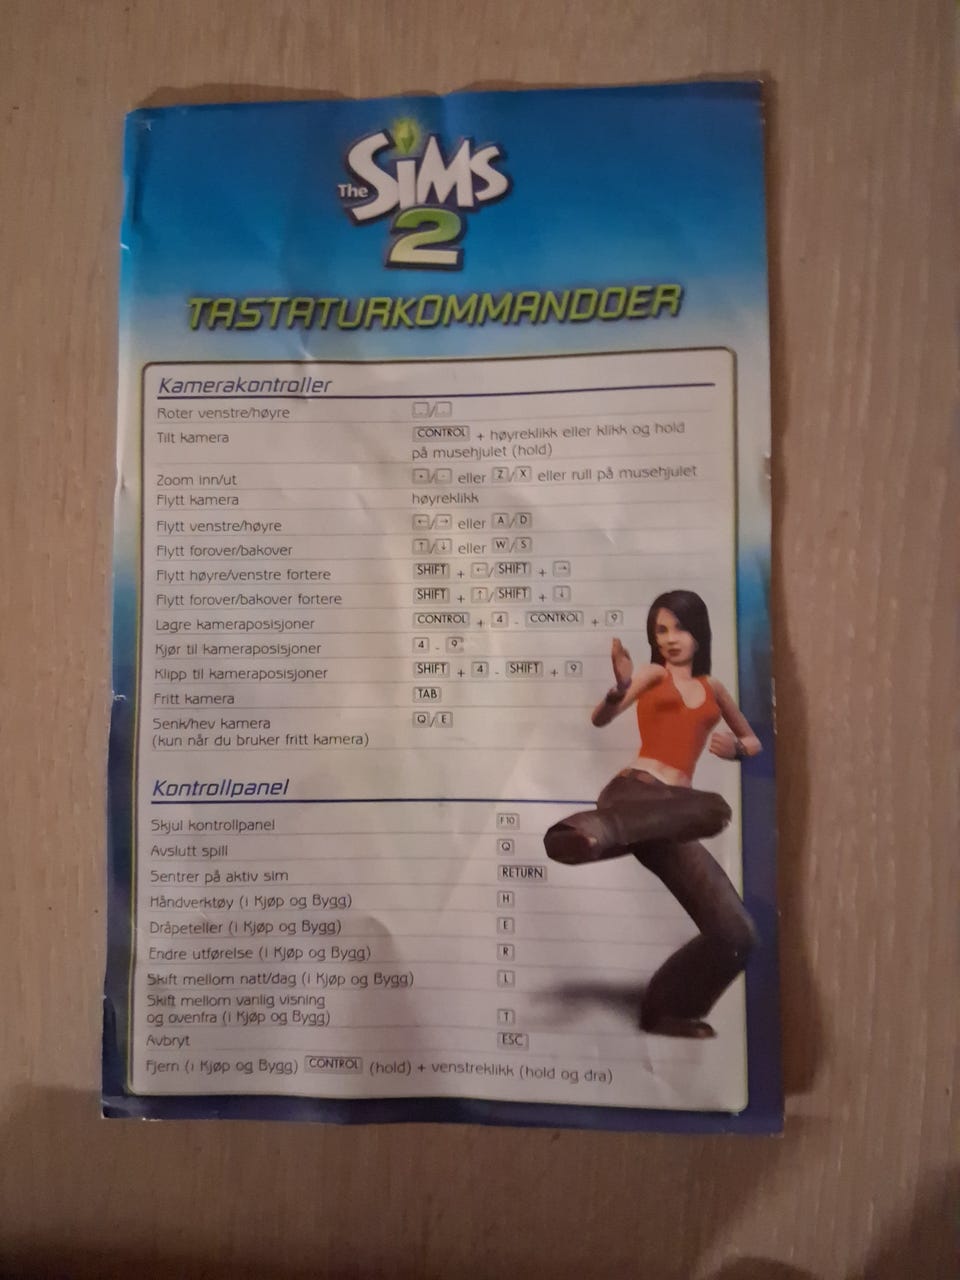 The SiMS
2
TASTATURKOMMANDOER
Kamerakontroller
Roter venstre/høyre , / .
Tilt kamera CONTROL + høyreklikk eller klikk og hold
på musehjulet (hold)
Zoom inn/ut + / - eller Z / X eller rull på musehjulet
Flytt kamera høyreklikk
Flytt venstre/høyre ← / → eller A / D
Flytt forover/bakover ↑ / ↓ eller W / S
Flytt høyre/venstre fortere SHIFT + ← / SHIFT + →
Flytt forover/bakover fortere SHIFT + ↑ / SHIFT + ↓
Lagre kameraposisjoner CONTROL + 4 - CONTROL + 9
Kjør til kameraposisjoner 4 - 9
Klipp til kameraposisjoner SHIFT + 4 - SHIFT + 9
Fritt kamera TAB
Senk/hev kamera Q / E
(kun når du bruker fritt kamera)
Kontrollpanel
Skjul kontrollpanel F10
Avslutt spill Q
Sentrer på aktiv sim RETURN
Håndverktøy (i Kjøp og Bygg) H
Dråpeteller (i Kjøp og Bygg) E
Endre utførelse (i Kjøp og Bygg) R
Skift mellom natt/dag (i Kjøp og Bygg) L
Skift mellom vanlig visning
og ovenfra (i Kjøp og Bygg) T
Avbryt ESC
Fjern (i Kjøp og Bygg) CONTROL (hold) + venstreklikk (hold og dra)